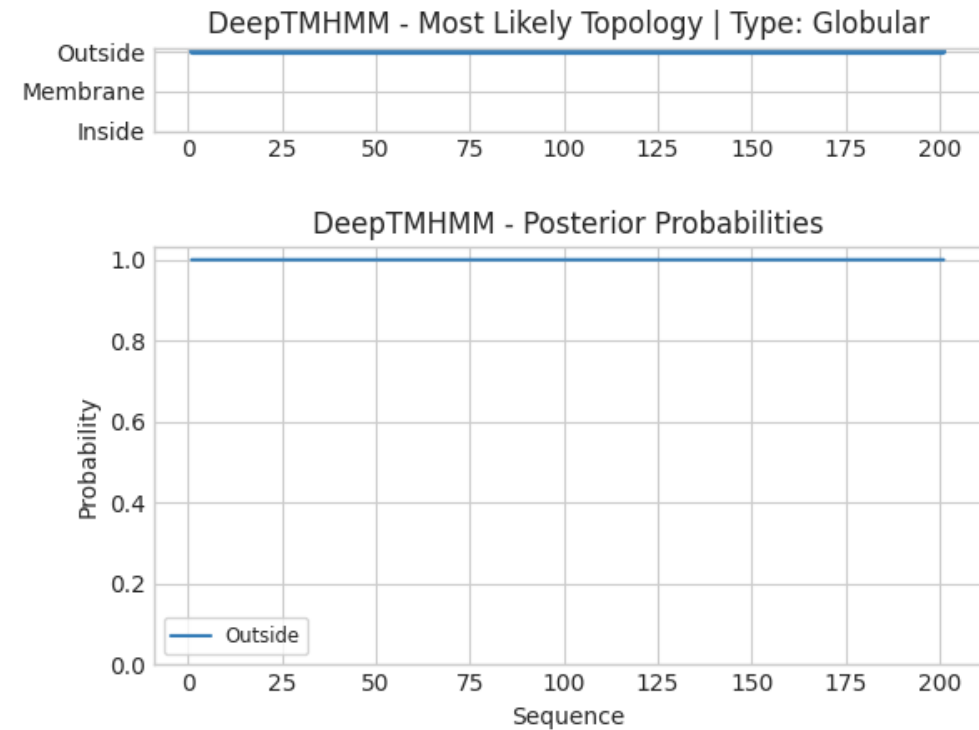 DeepTMHMM - Most Likely Topology | Type: Globular
Outside
Membrane
Inside
0 25 50 75 100 125 150 175 200
DeepTMHMM - Posterior Probabilities
1.0
0.8
0.6
0.4
0.2
0.0
Probability
Outside
0 25 50 75 100 125 150 175 200
Sequence